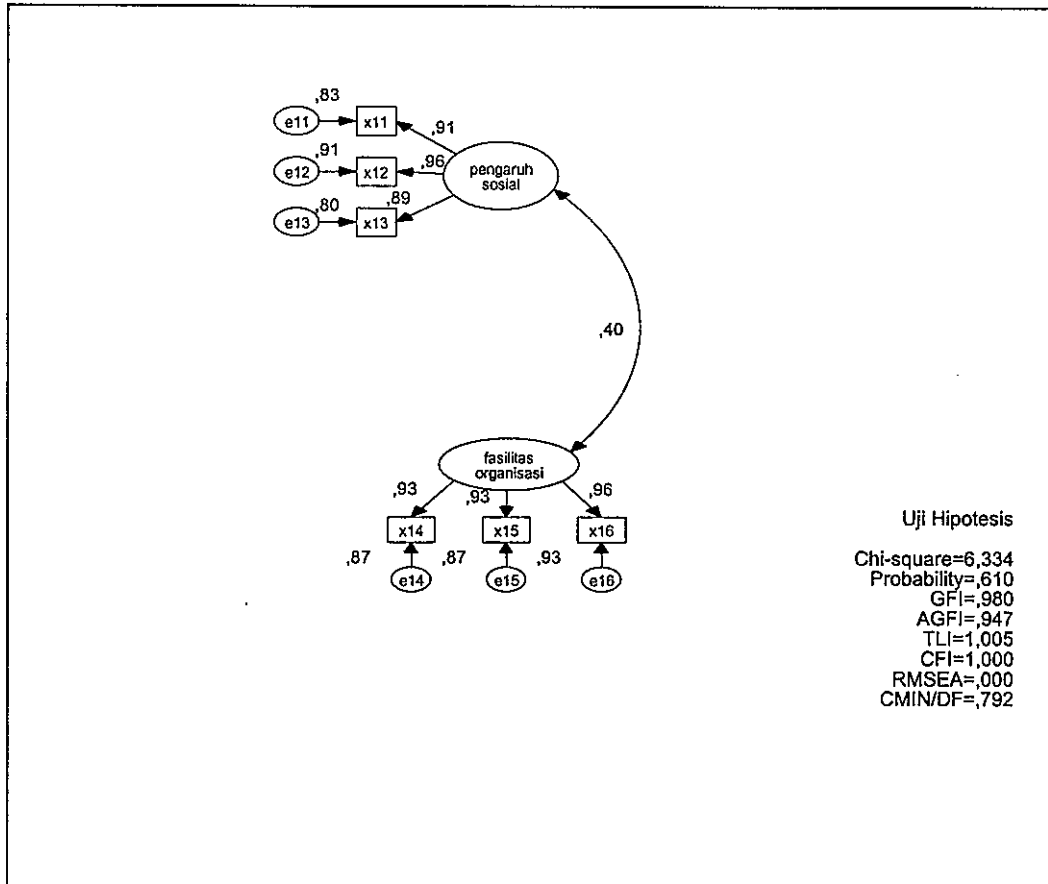 ,83
e11
x11
,91
,91
e12
x12
,96
pengaruh
sosial
,80
e13
x13
,89
,40
fasilitas
organisasi
,93
,93
,96
x14
x15
x16
,87
,87
,93
e14
e15
e16
Uji Hipotesis
Chi-square=6,334
Probability=,610
GFI=,980
AGFI=,947
TLI=1,005
CFI=1,000
RMSEA=,000
CMIN/DF=,792